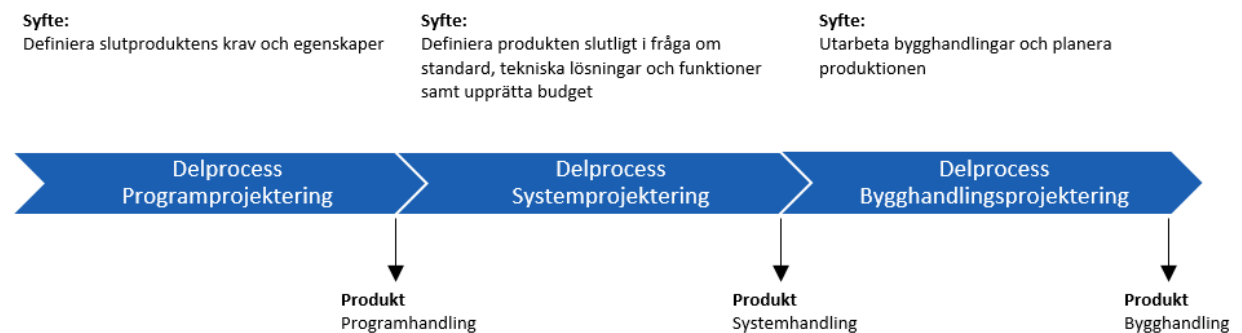 Syfte:
Definiera slutproduktens krav och egenskaper
Syfte:
Definiera produkten slutligt i fråga om
standard, tekniska lösningar och funktioner
samt upprätta budget
Syfte:
Utarbeta bygghandlingar och planera
produktionen
Delprocess
Programprojektering
Delprocess
Systemprojektering
Delprocess
Bygghandlingsprojektering
Produkt
Programhandling
Produkt
Systemhandling
Produkt
Bygghandling